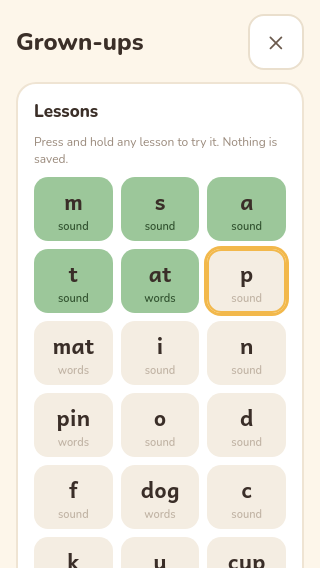 Grown-ups
Lessons
Press and hold any lesson to try it. Nothing is
saved.
m s a
sound sound sound
t at p
sound words sound
mat i n
words sound sound
pin o d
words sound sound
f dog c
sound words sound
k u cup